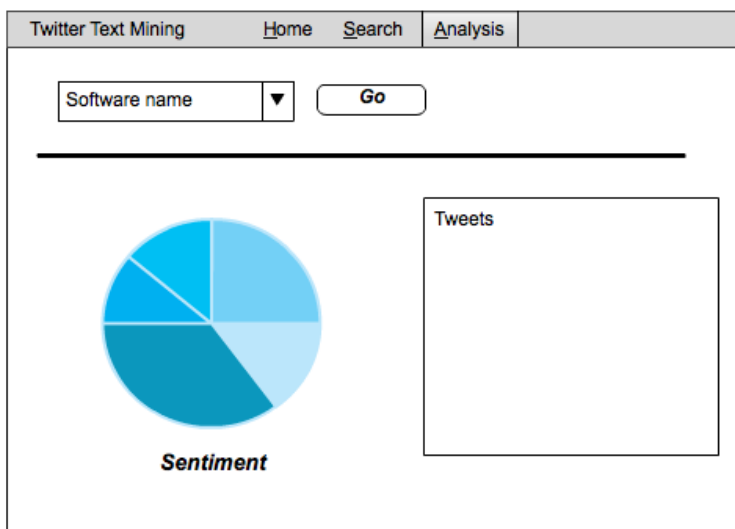 Twitter Text Mining Home Search Analysis
Software name Go
Tweets
Sentiment